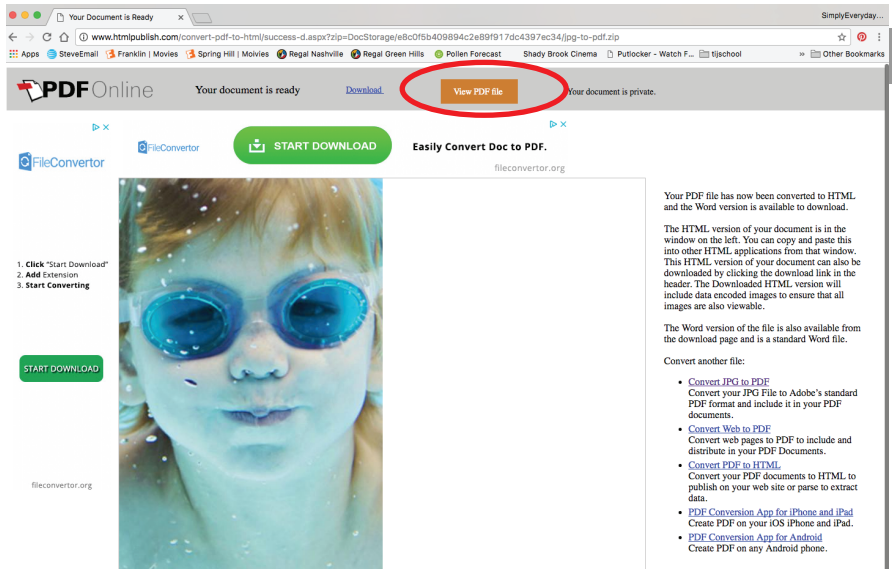 Your Document is Ready
SimplyEveryday...
www.htmlpublish.com/convert-pdf-to-html/success-d.aspx?zip=DocStorage/e8c0f5b409894c2e89f917dc4397ec34/jpg-to-pdf.zip
Apps SteveEmail Franklin | Movies Spring Hill | Moivies Regal Nashville Regal Green Hills Pollen Forecast Shady Brook Cinema Putlocker - Watch F... tijschool » Other Bookmarks
PDF Online Your document is ready Download View PDF file Your document is private.
FileConvertor START DOWNLOAD Easily Convert Doc to PDF.
fileconvertor.org
FileConvertor
1. Click "Start Download"
2. Add Extension
3. Start Converting
START DOWNLOAD
fileconvertor.org
Your PDF file has now been converted to HTML
and the Word version is available to download.
The HTML version of your document is in the
window on the left. You can copy and paste this
into other HTML applications from that window.
This HTML version of your document can also be
downloaded by clicking the download link in the
header. The Downloaded HTML version will
include data encoded images to ensure that all
images are also viewable.
The Word version of the file is also available from
the download page and is a standard Word file.
Convert another file:
• Convert JPG to PDF
Convert your JPG File to Adobe's standard
PDF format and include it in your PDF
documents.
• Convert Web to PDF
Convert web pages to PDF to include and
distribute in your PDF Documents.
• Convert PDF to HTML
Convert your PDF documents to HTML to
publish on your web site or parse to extract
data.
• PDF Conversion App for iPhone and iPad
Create PDF on your iOS iPhone and iPad.
• PDF Conversion App for Android
Create PDF on any Android phone.